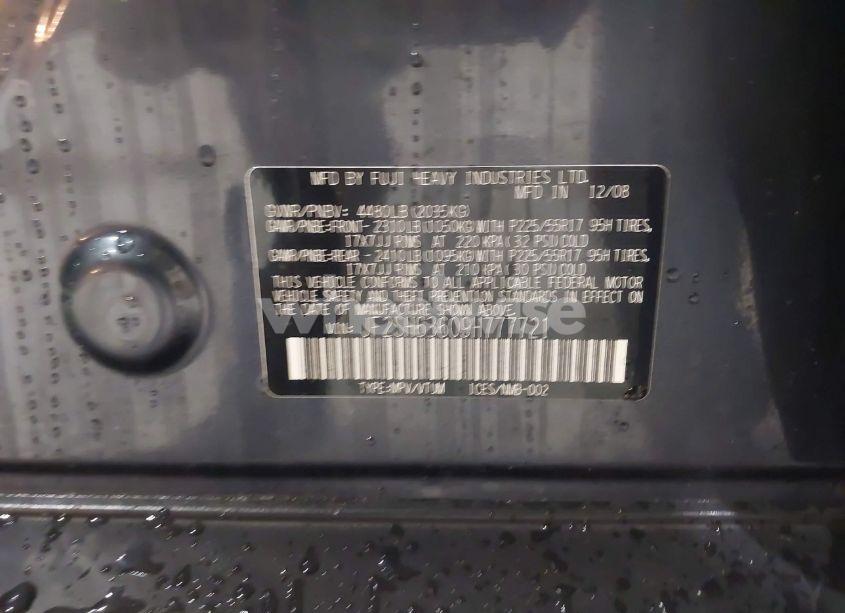 MFD BY FUJI HEAVY INDUSTRIES LTD.
MFD IN 12/08
GVWR/PNBV: 4480LB(2035KG)
GAWR/PNBE:FRONT- 2310LB(1050KG)WITH P225/55R17 95H TIRES,
17X7JJ RIMS AT 220 KPA( 32 PSI)COLD
GAWR/PNBE:REAR - 2410LB(1095KG)WITH P225/55R17 95H TIRES,
17X7JJ RIMS AT 210 KPA( 30 PSI)COLD
THIS VEHICLE CONFORMS TO ALL APPLICABLE FEDERAL MOTOR
VEHICLE SAFETY AND THEFT PREVENTION STANDARDS IN EFFECT ON
THE DATE OF MANUFACTURE SHOWN ABOVE.
TYPE:MPV/VTUM ICES/NMB-002